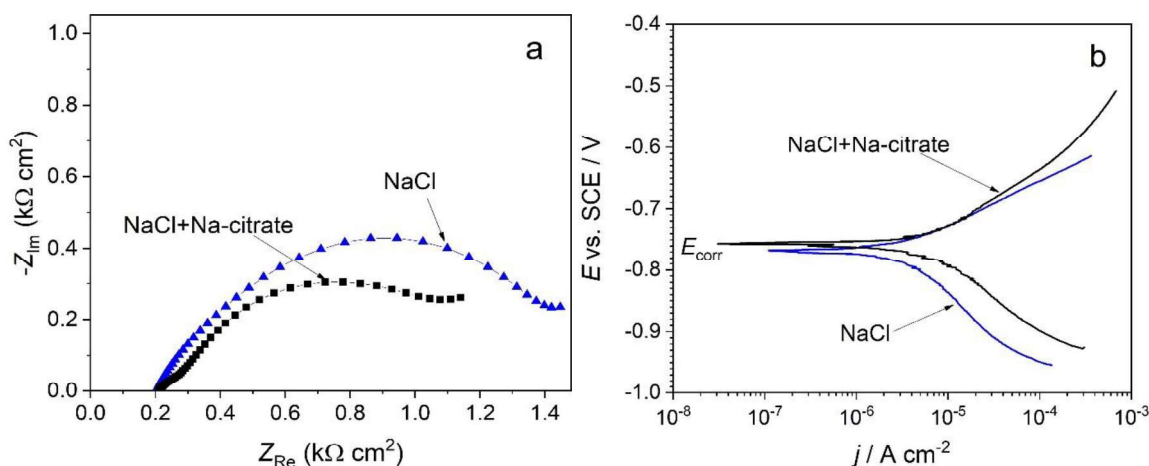 a
1.0
0.8
0.6
0.4
0.2
0.0
-Z_Im (kΩ cm²)
NaCl
NaCl+Na-citrate
0.0 0.2 0.4 0.6 0.8 1.0 1.2 1.4
Z_Re (kΩ cm²)
b
-0.4
-0.5
-0.6
-0.7
-0.8
-0.9
-1.0
E vs. SCE / V
NaCl+Na-citrate
E_corr
NaCl
10⁻⁸ 10⁻⁷ 10⁻⁶ 10⁻⁵ 10⁻⁴ 10⁻³
j / A cm⁻²